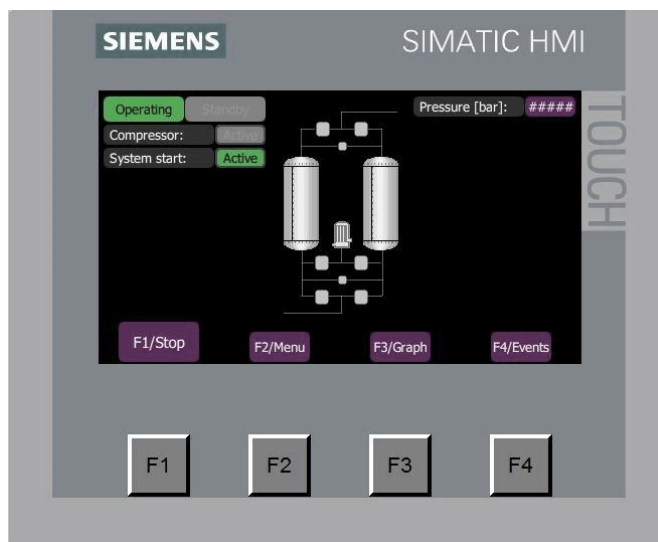 SIEMENS
SIMATIC HMI
TOUCH
Operating
Standby
Pressure [bar]:
#####
Compressor:
Active
System start:
Active
F1/Stop
F2/Menu
F3/Graph
F4/Events
F1
F2
F3
F4